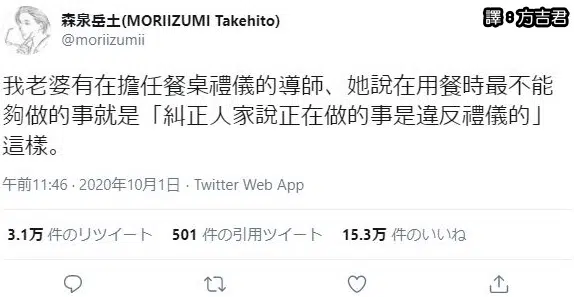 森泉岳土(MORIIZUMI Takehito)
譯:方吉君
@moriizumii
我老婆有在擔任餐桌禮儀的導師、她說在用餐時最不能
夠做的事就是「糾正人家說正在做的事是違反禮儀的」
這樣。
午前11:46 · 2020年10月1日 · Twitter Web App
3.1万 件のリツイート 501 件の引用ツイート 15.3万 件のいいね